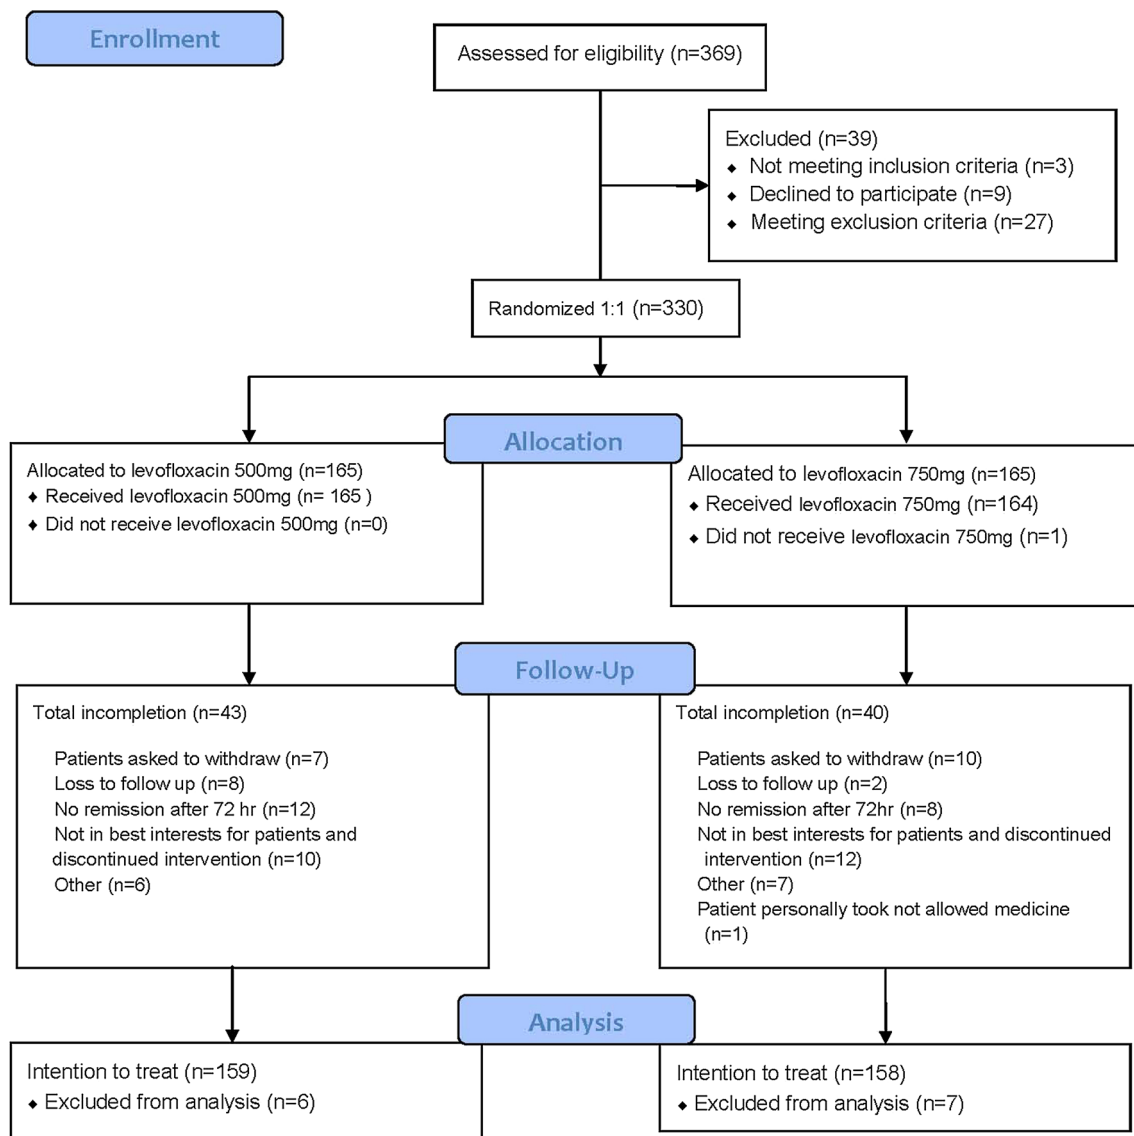 Enrollment
Assessed for eligibility (n=369)
Excluded (n=39)
⬥ Not meeting inclusion criteria (n=3)
⬥ Declined to participate (n=9)
⬥ Meeting exclusion criteria (n=27)
Randomized 1:1 (n=330)
Allocation
Allocated to levofloxacin 500mg (n=165)
⬥ Received levofloxacin 500mg (n= 165 )
⬥ Did not receive levofloxacin 500mg (n=0)
Allocated to levofloxacin 750mg (n=165)
⬥ Received levofloxacin 750mg (n=164)
⬥ Did not receive levofloxacin 750mg (n=1)
Follow-Up
Total incompletion (n=43)
Patients asked to withdraw (n=7)
Loss to follow up (n=8)
No remission after 72 hr (n=12)
Not in best interests for patients and
discontinued intervention (n=10)
Other (n=6)
Total incompletion (n=40)
Patients asked to withdraw (n=10)
Loss to follow up (n=2)
No remission after 72hr (n=8)
Not in best interests for patients and discontinued
intervention (n=12)
Other (n=7)
Patient personally took not allowed medicine
(n=1)
Analysis
Intention to treat (n=159)
⬥ Excluded from analysis (n=6)
Intention to treat (n=158)
⬥ Excluded from analysis (n=7)